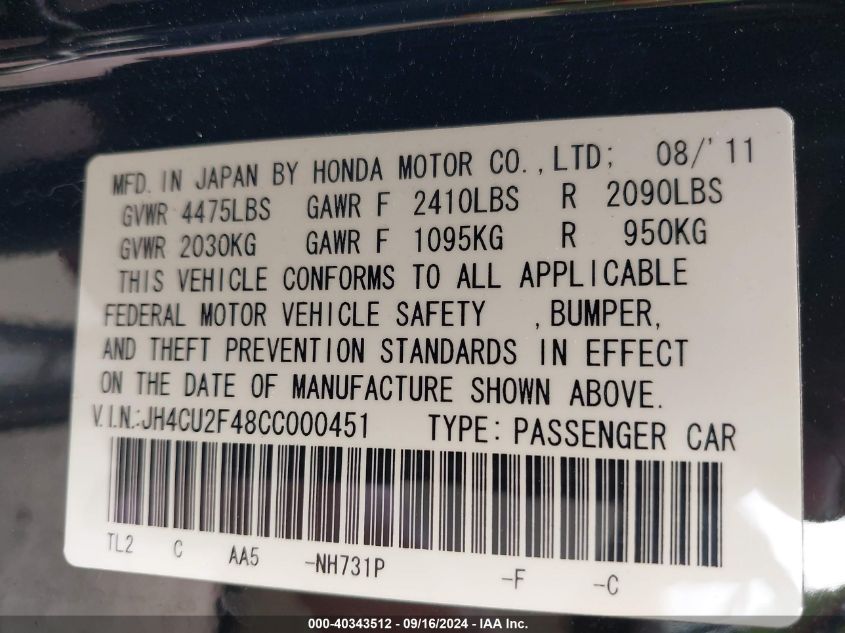 MFD. IN JAPAN BY HONDA MOTOR CO.,LTD; 08/'11
GVWR 4475LBS GAWR F 2410LBS R 2090LBS
GVWR 2030KG GAWR F 1095KG R 950KG
THIS VEHICLE CONFORMS TO ALL APPLICABLE
FEDERAL MOTOR VEHICLE SAFETY , BUMPER,
AND THEFT PREVENTION STANDARDS IN EFFECT
ON THE DATE OF MANUFACTURE SHOWN ABOVE.
V.I.N.:JH4CU2F48CC000451 TYPE: PASSENGER CAR
TL2 C AA5 -NH731P -F -C
000-40343512 - 09/16/2024 - IAA Inc.